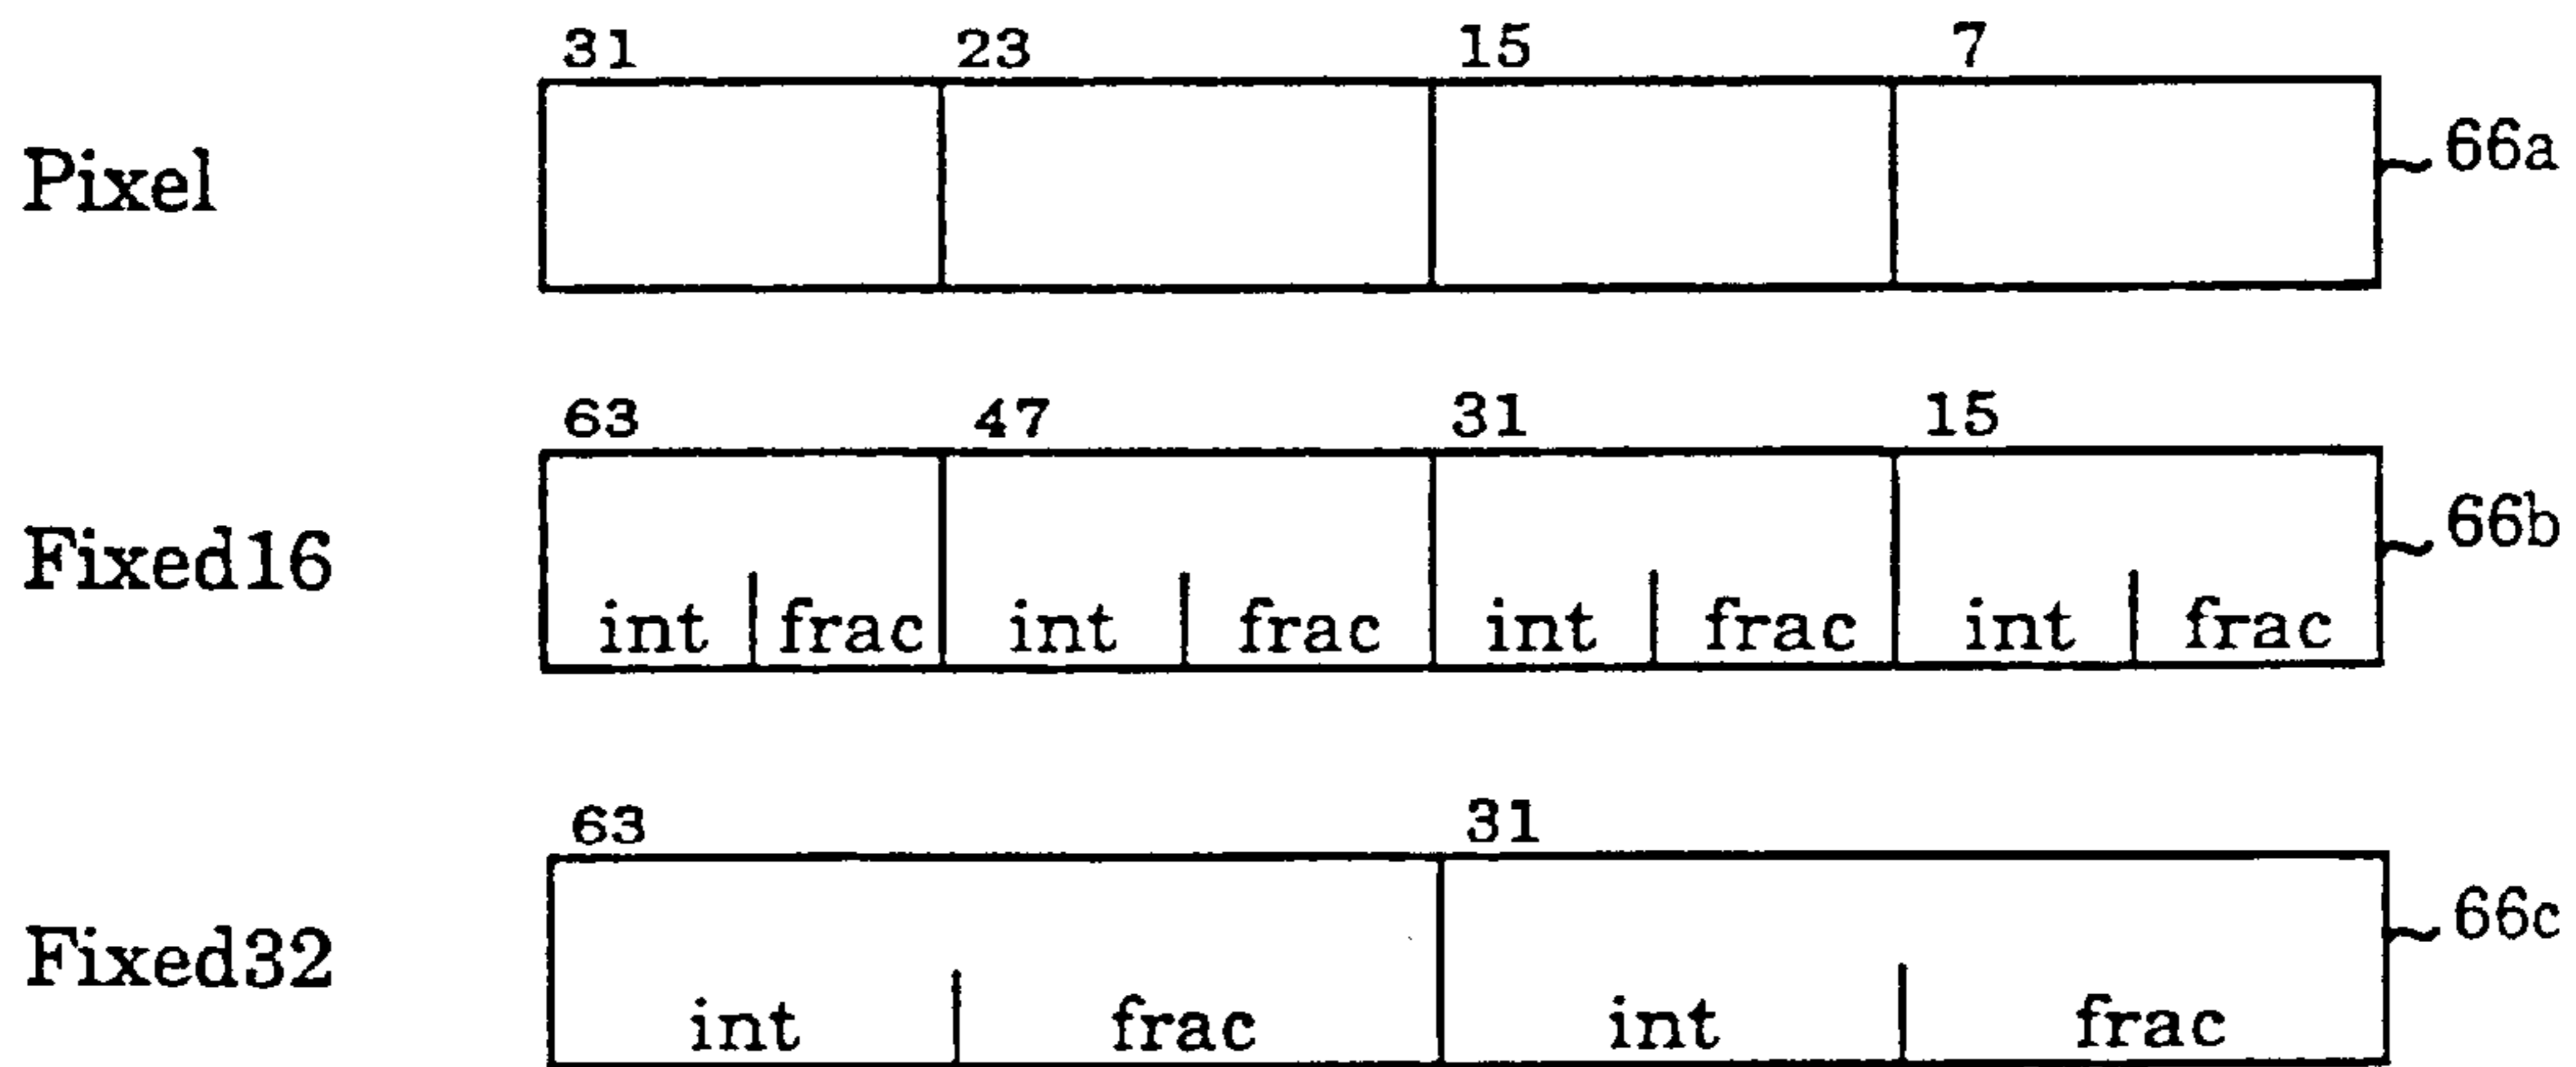 31 23 15 7
Pixel 66a
63 47 31 15
Fixed16 66b
int frac int frac int frac int frac
63 31
Fixed32 66c
int frac int frac